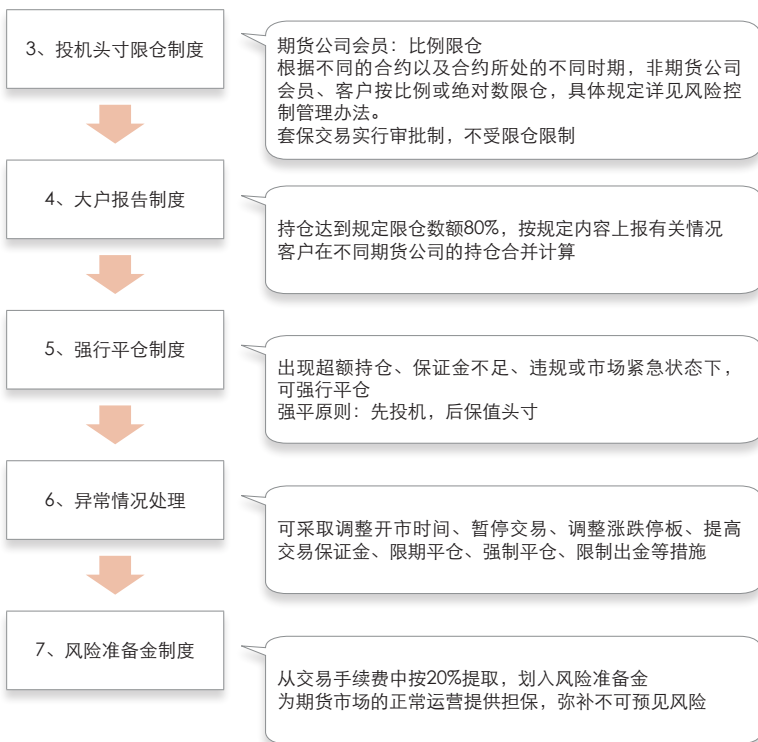 3、投机头寸限仓制度
期货公司会员：比例限仓
根据不同的合约以及合约所处的不同时期，非期货公司
会员、客户按比例或绝对数限仓，具体规定详见风险控
制管理办法。
套保交易实行审批制，不受限仓限制
4、大户报告制度
持仓达到规定限仓数额80%，按规定内容上报有关情况
客户在不同期货公司的持仓合并计算
5、强行平仓制度
出现超额持仓、保证金不足、违规或市场紧急状态下，
可强行平仓
强平原则：先投机，后保值头寸
6、异常情况处理
可采取调整开市时间、暂停交易、调整涨跌停板、提高
交易保证金、限期平仓、强制平仓、限制出金等措施
7、风险准备金制度
从交易手续费中按20%提取，划入风险准备金
为期货市场的正常运营提供担保，弥补不可预见风险